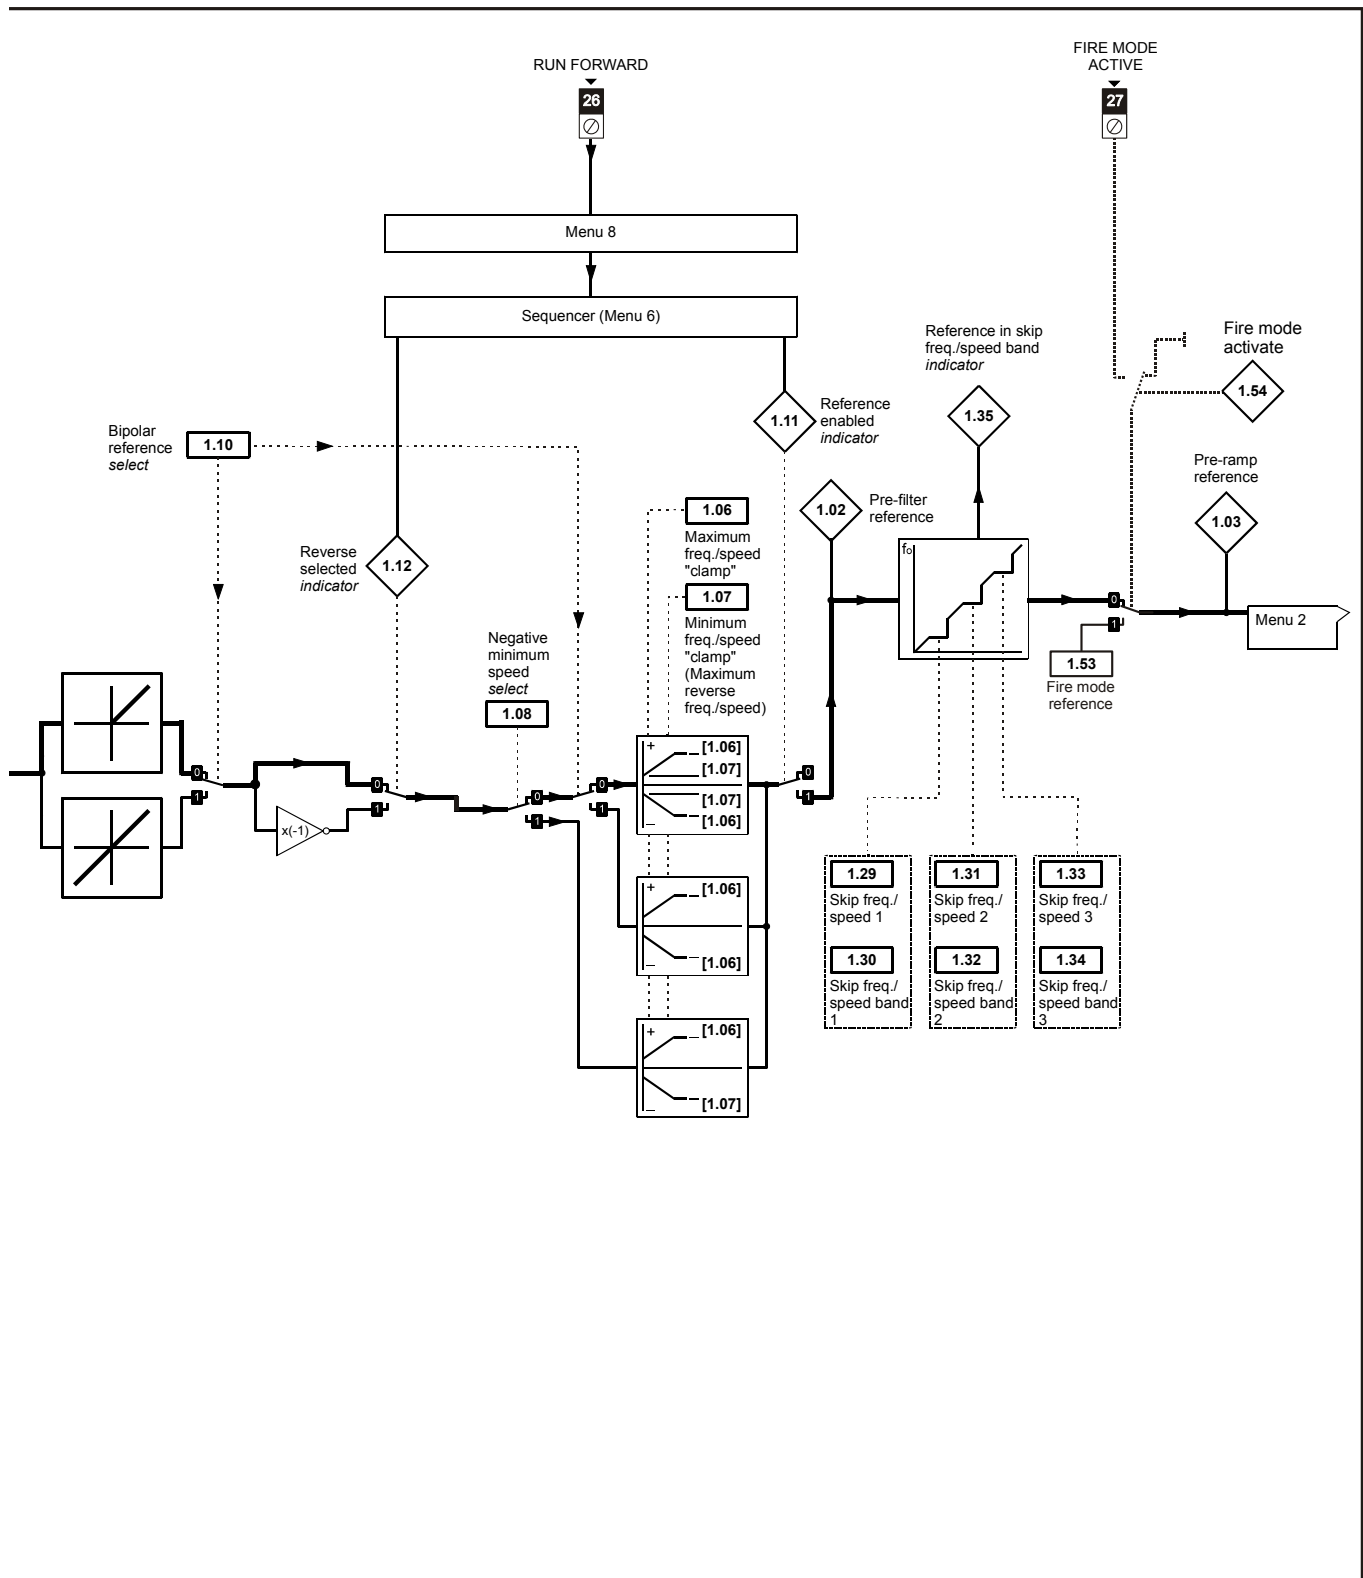 RUN FORWARD
26
FIRE MODE
ACTIVE
27
Menu 8
Sequencer (Menu 6)
Reference in skip
freq./speed band
indicator
1.35
Fire mode
activate
1.54
Bipolar
reference
select
1.10
1.11
Reference
enabled
indicator
Pre-ramp
reference
1.03
1.06
Maximum
freq./speed
"clamp"
1.02
Pre-filter
reference
Reverse
selected
indicator
1.12
1.07
Minimum
freq./speed
"clamp"
(Maximum
reverse
freq./speed)
fo
0
1
Menu 2
1.53
Fire mode
reference
Negative
minimum
speed
select
1.08
0
1
x(-1)
0
1
0
1
0
1
+
[1.06]
[1.07]
[1.07]
[1.06]
–
0
1
+
[1.06]
[1.06]
–
+
[1.06]
[1.07]
–
1.29
Skip freq./
speed 1
1.30
Skip freq./
speed band
1
1.31
Skip freq./
speed 2
1.32
Skip freq./
speed band
2
1.33
Skip freq./
speed 3
1.34
Skip freq./
speed band
3